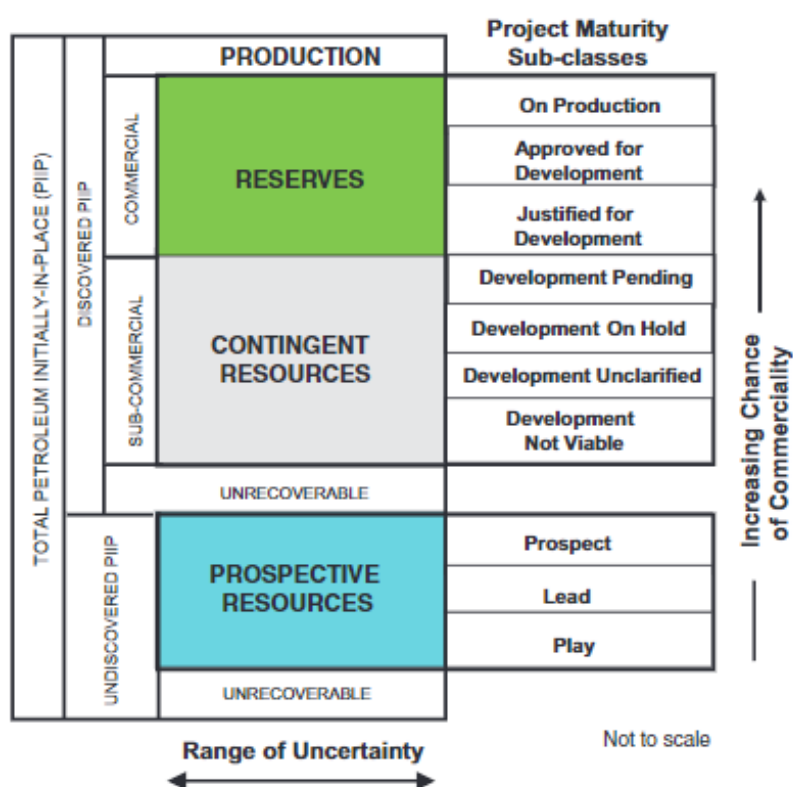 Project Maturity
Sub-classes
PRODUCTION
TOTAL PETROLEUM INITIALLY-IN-PLACE (PIIP)
DISCOVERED PIIP
COMMERCIAL
RESERVES
On Production
Approved for
Development
Justified for
Development
SUB-COMMERCIAL
CONTINGENT
RESOURCES
Development Pending
Development On Hold
Development Unclarified
Development
Not Viable
UNRECOVERABLE
UNDISCOVERED PIIP
PROSPECTIVE
RESOURCES
Prospect
Lead
Play
UNRECOVERABLE
Increasing Chance
of Commerciality
Range of Uncertainty
Not to scale